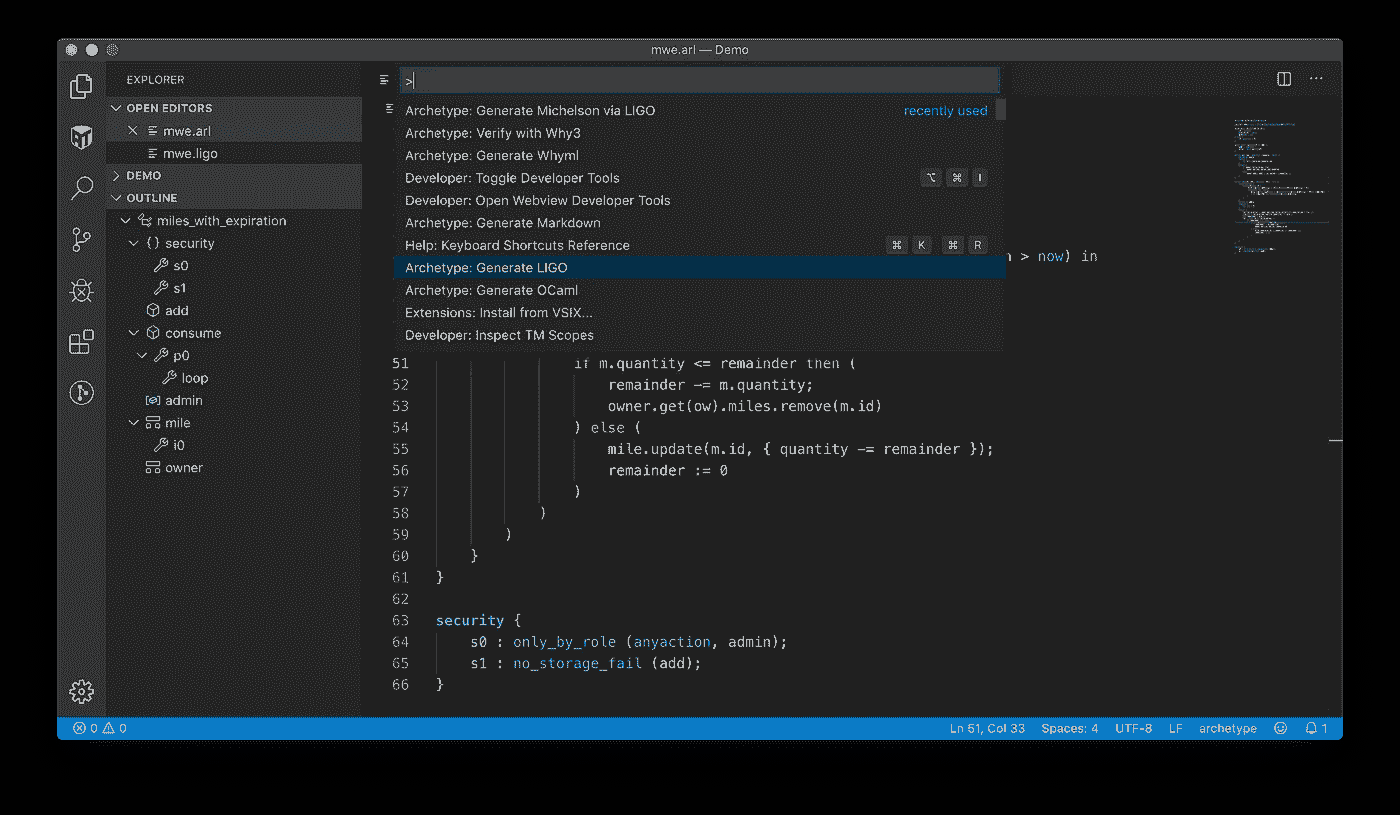 mwe.arl — Demo
EXPLORER
OPEN EDITORS
mwe.arl
mwe.ligo
DEMO
OUTLINE
miles_with_expiration
{} security
s0
s1
add
consume
p0
loop
admin
mile
i0
owner
>
Archetype: Generate Michelson via LIGO recently used
Archetype: Verify with Why3
Archetype: Generate Whyml
Developer: Toggle Developer Tools ⌥ ⌘ I
Developer: Open Webview Developer Tools
Archetype: Generate Markdown
Help: Keyboard Shortcuts Reference ⌘ K ⌘ R
Archetype: Generate LIGO
Archetype: Generate OCaml
Extensions: Install from VSIX...
Developer: Inspect TM Scopes
> now) in
51 if m.quantity <= remainder then (
52 remainder -= m.quantity;
53 owner.get(ow).miles.remove(m.id)
54 ) else (
55 mile.update(m.id, { quantity -= remainder });
56 remainder := 0
57 )
58 )
59 )
60 }
61 }
62
63 security {
64 s0 : only_by_role (anyaction, admin);
65 s1 : no_storage_fail (add);
66 }
0 0 Ln 51, Col 33 Spaces: 4 UTF-8 LF archetype 1